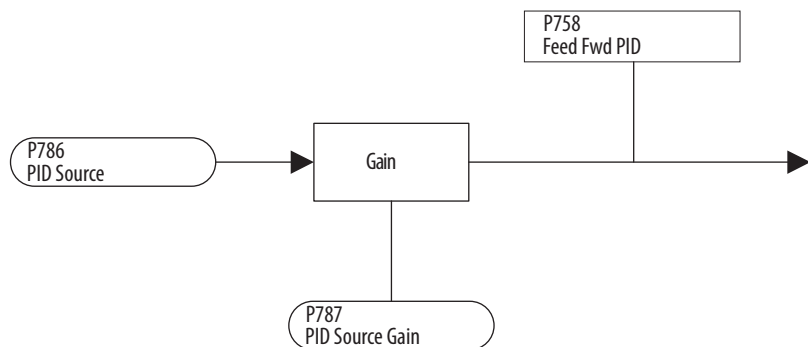 P758
Feed Fwd PID
P786
PID Source
Gain
P787
PID Source Gain